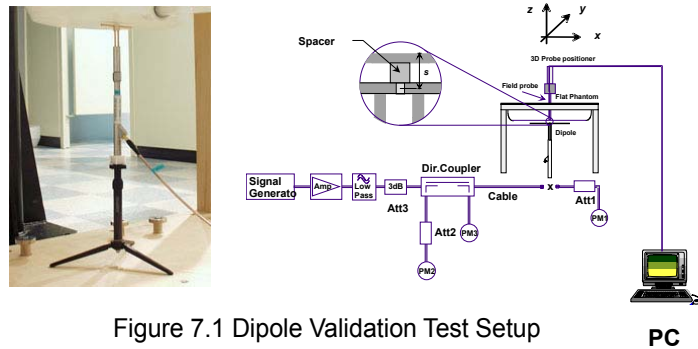 z
y
x
Spacer
s
3D Probe positioner
Field probe
Flat Phantom
Dipole
Signal
Generato
Amp
Low
Pass
3dB
Att3
Dir.Coupler
Cable
x
Att1
PM1
Att2
PM3
PM2
PC
Figure 7.1 Dipole Validation Test Setup